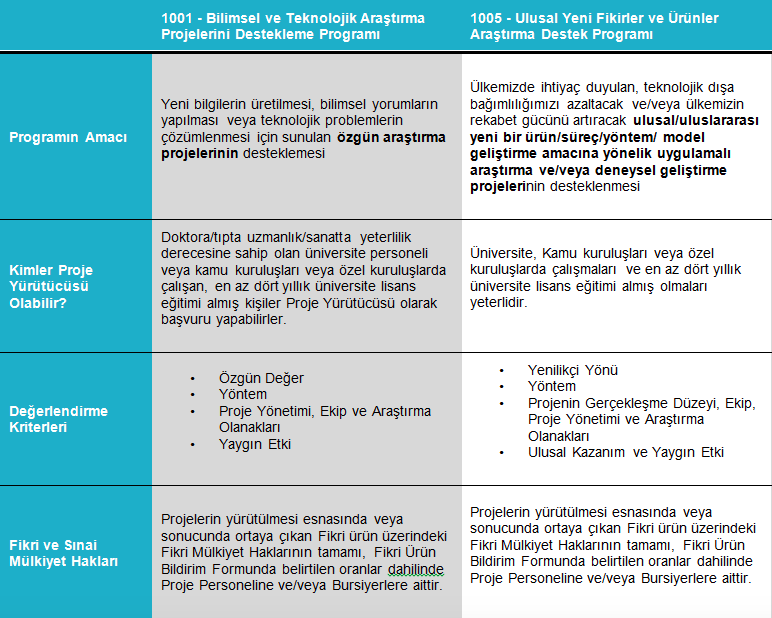 1001 - Bilimsel ve Teknolojik Araştırma
Projelerini Destekleme Programı
1005 - Ulusal Yeni Fikirler ve Ürünler
Araştırma Destek Programı
Programın Amacı
Yeni bilgilerin üretilmesi, bilimsel yorumların
yapılması veya teknolojik problemlerin
çözümlenmesi için sunulan özgün araştırma
projelerinin desteklemesi
Ülkemizde ihtiyaç duyulan, teknolojik dışa
bağımlılığımızı azaltacak ve/veya ülkemizin
rekabet gücünü artıracak ulusal/uluslararası
yeni bir ürün/süreç/yöntem/ model
geliştirme amacına yönelik uygulamalı
araştırma ve/veya deneysel geliştirme
projelerinin desteklenmesi
Kimler Proje
Yürütücüsü
Olabilir?
Doktora/tıpta uzmanlık/sanatta yeterlilik
derecesine sahip olan üniversite personeli
veya kamu kuruluşları veya özel kuruluşlarda
çalışan, en az dört yıllık üniversite lisans
eğitimi almış kişiler Proje Yürütücüsü olarak
başvuru yapabilirler.
Üniversite, Kamu kuruluşları veya özel
kuruluşlarda çalışmaları ve en az dört yıllık
üniversite lisans eğitimi almış olmaları
yeterlidir.
Değerlendirme
Kriterleri
• Özgün Değer
• Yöntem
• Proje Yönetimi, Ekip ve Araştırma
Olanakları
• Yaygın Etki
• Yenilikçi Yönü
• Yöntem
• Projenin Gerçekleşme Düzeyi, Ekip,
Proje Yönetimi ve Araştırma
Olanakları
• Ulusal Kazanım ve Yaygın Etki
Fikri ve Sınai
Mülkiyet Hakları
Projelerin yürütülmesi esnasında veya
sonucunda ortaya çıkan Fikri ürün üzerindeki
Fikri Mülkiyet Haklarının tamamı, Fikri Ürün
Bildirim Formunda belirtilen oranlar dahilinde
Proje Personeline ve/veya Bursiyerlere aittir.
Projelerin yürütülmesi esnasında veya
sonucunda ortaya çıkan Fikri ürün üzerindeki
Fikri Mülkiyet Haklarının tamamı, Fikri Ürün
Bildirim Formunda belirtilen oranlar dahilinde
Proje Personeline ve/veya Bursiyerlere aittir.